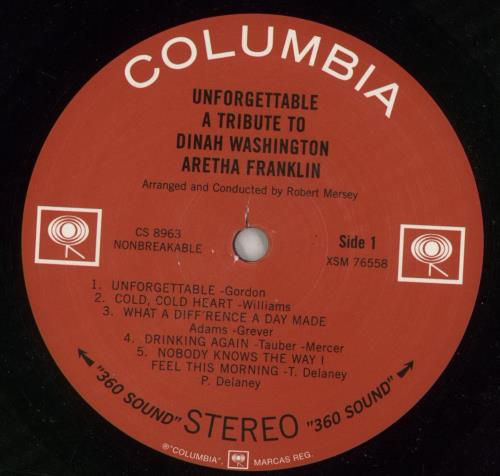 COLUMBIA
UNFORGETTABLE
A TRIBUTE TO
DINAH WASHINGTON
ARETHA FRANKLIN
Arranged and Conducted by Robert Mersey
CS 8963
NONBREAKABLE
Side 1
XSM 76558
1. UNFORGETTABLE -Gordon
2. COLD, COLD HEART -Williams
3. WHAT A DIFF'RENCE A DAY MADE
Adams -Grever
4. DRINKING AGAIN -Tauber -Mercer
5. NOBODY KNOWS THE WAY I
FEEL THIS MORNING -T. Delaney
P. Delaney
"360 SOUND" STEREO "360 SOUND"
℗"COLUMBIA", MARCAS REG.